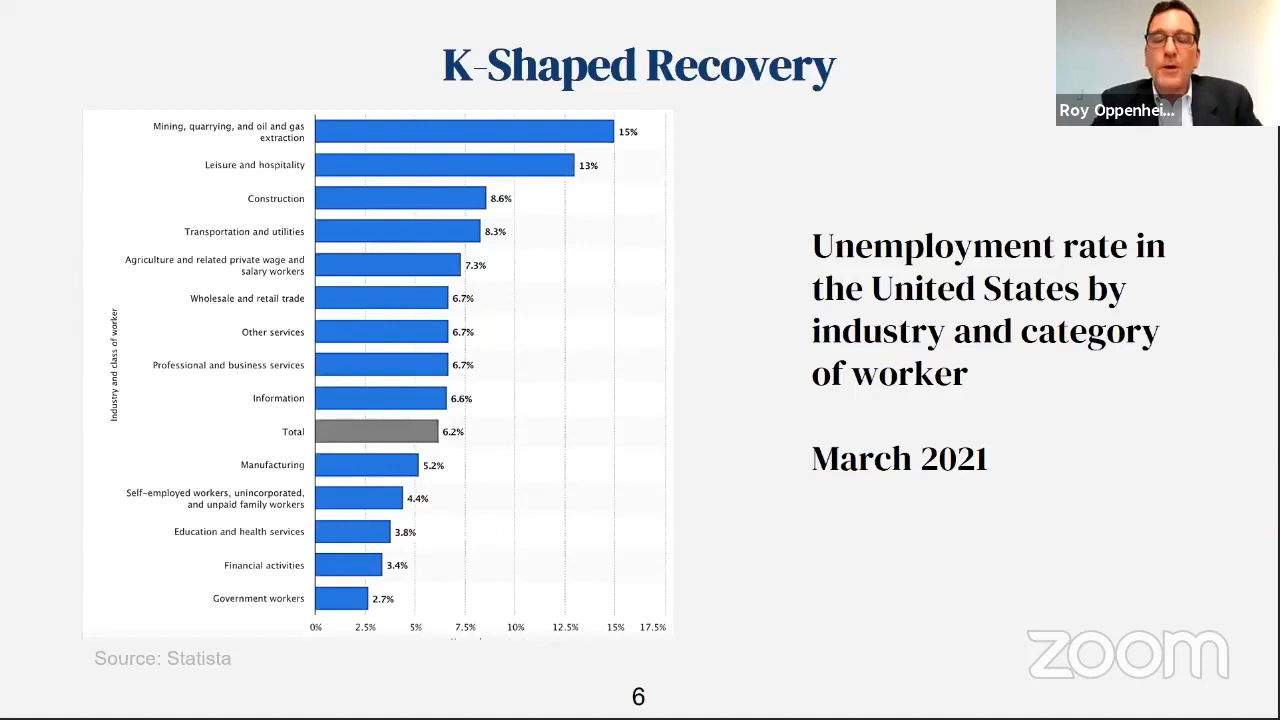 K-Shaped Recovery
Roy Oppenhei...
Mining, quarrying, and oil and gas
extraction
15%
Leisure and hospitality
13%
Construction
8.6%
Transportation and utilities
8.3%
Agriculture and related private wage and
salary workers
7.3%
Wholesale and retail trade
6.7%
Other services
6.7%
Professional and business services
6.7%
Information
6.6%
Total
6.2%
Manufacturing
5.2%
Self-employed workers, unincorporated,
and unpaid family workers
4.4%
Education and health services
3.8%
Financial activities
3.4%
Government workers
2.7%
Industry and class of worker
0% 2.5% 5% 7.5% 10% 12.5% 15% 17.5%
Unemployment rate in
the United States by
industry and category
of worker
March 2021
Source: Statista
zoom
6